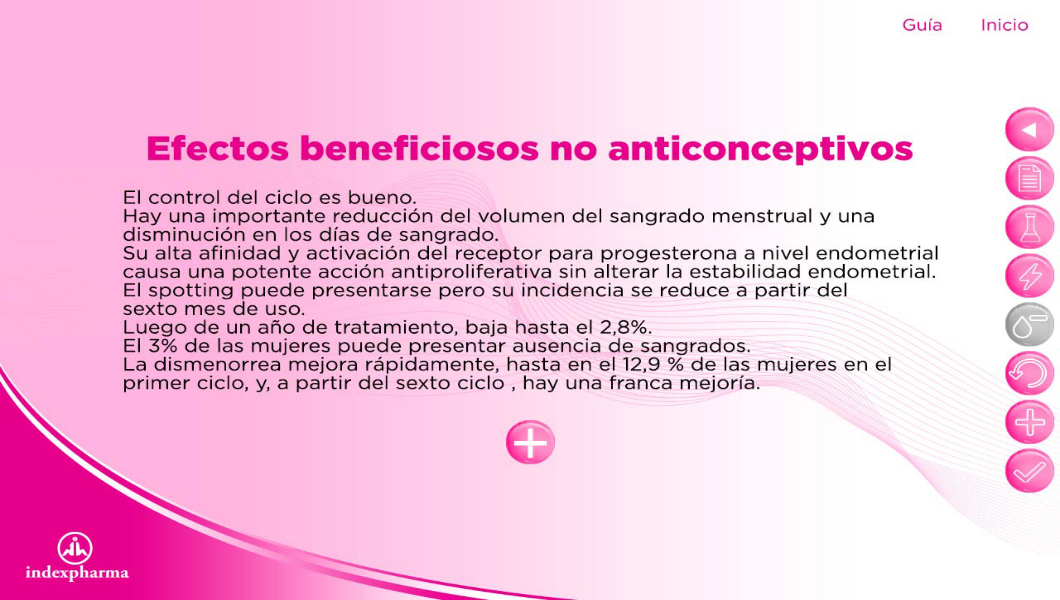 Guía Inicio
Efectos beneficiosos no anticonceptivos
El control del ciclo es bueno.
Hay una importante reducción del volumen del sangrado menstrual y una
disminución en los días de sangrado.
Su alta afinidad y activación del receptor para progesterona a nivel endometrial
causa una potente acción antiproliferativa sin alterar la estabilidad endometrial.
El spotting puede presentarse pero su incidencia se reduce a partir del
sexto mes de uso.
Luego de un año de tratamiento, baja hasta el 2,8%.
El 3% de las mujeres puede presentar ausencia de sangrados.
La dismenorrea mejora rápidamente, hasta en el 12,9 % de las mujeres en el
primer ciclo, y, a partir del sexto ciclo , hay una franca mejoría.
indexpharma